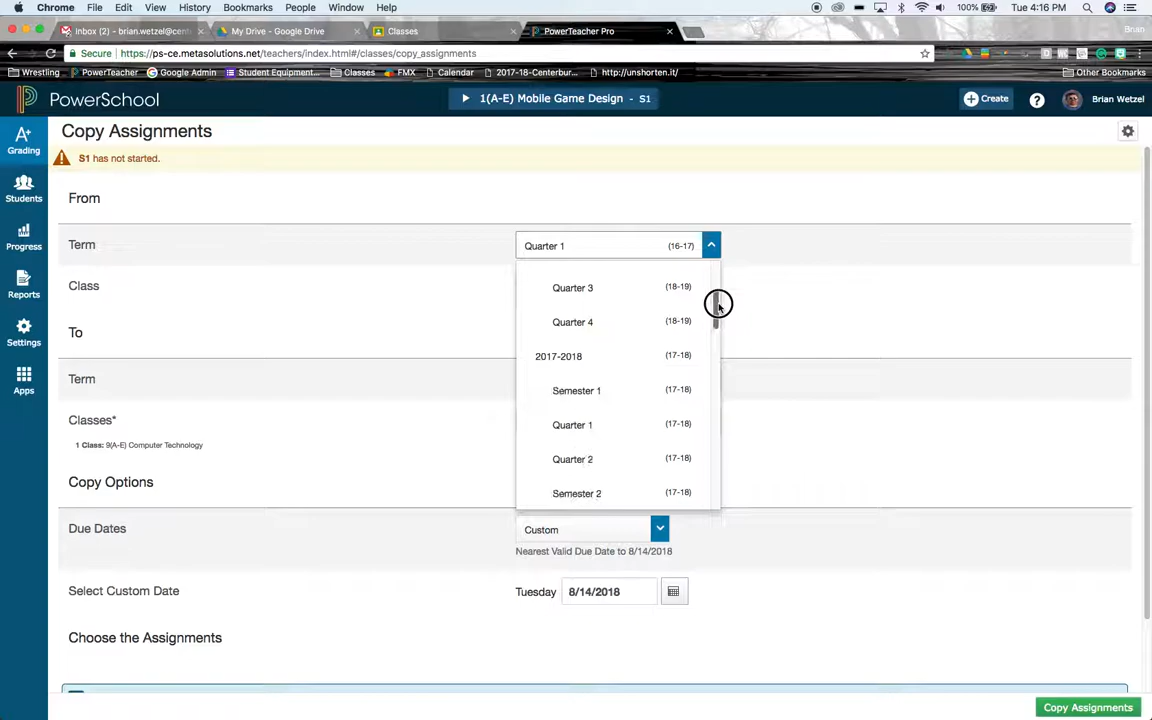 Chrome File Edit View History Bookmarks People Window Help 100% Tue 4:16 PM
Inbox (2) - brian.wetzel@cent My Drive - Google Drive Classes PowerTeacher Pro Brian
Secure https://ps-ce.metasolutions.net/teachers/index.html#/classes/copy_assignments
Wrestling PowerTeacher Google Admin Student Equipment... Classes FMX Calendar 2017-18-Centerbur... http://unshorten.it/ Other Bookmarks
PowerSchool 1(A-E) Mobile Game Design - S1 Create ? Brian Wetzel
A+ Grading
Students
Progress
Reports
Settings
Apps
Copy Assignments
S1 has not started.
From
Term Quarter 1 (16-17)
Class
Quarter 3 (18-19)
Quarter 4 (18-19)
2017-2018 (17-18)
Semester 1 (17-18)
Quarter 1 (17-18)
Quarter 2 (17-18)
Semester 2 (17-18)
To
Term
Classes*
1 Class: 9(A-E) Computer Technology
Copy Options
Due Dates Custom
Nearest Valid Due Date to 8/14/2018
Select Custom Date Tuesday 8/14/2018
Choose the Assignments
Copy Assignments